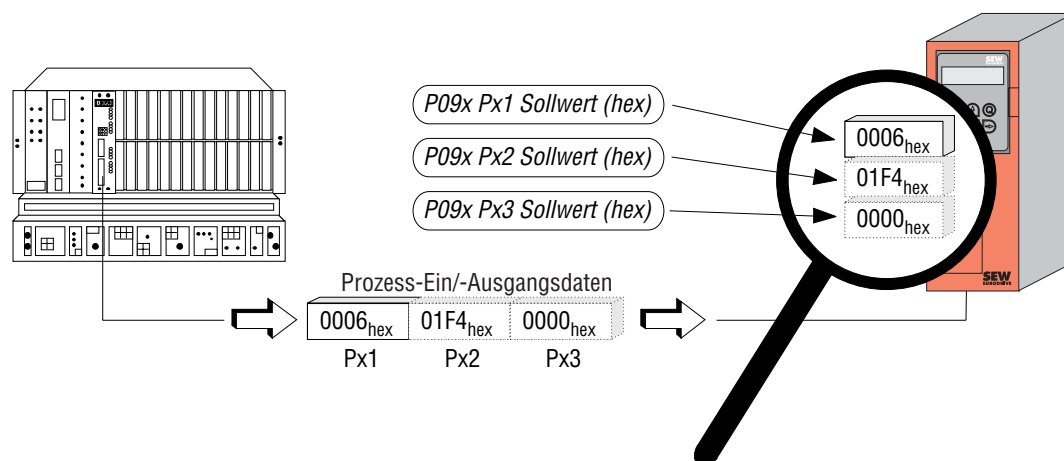 P09x Px1 Sollwert (hex)
P09x Px2 Sollwert (hex)
P09x Px3 Sollwert (hex)
0006hex
01F4hex
0000hex
SEW
SEW
EURODRIVE
Prozess-Ein/-Ausgangsdaten
0006hex 01F4hex 0000hex
Px1 Px2 Px3